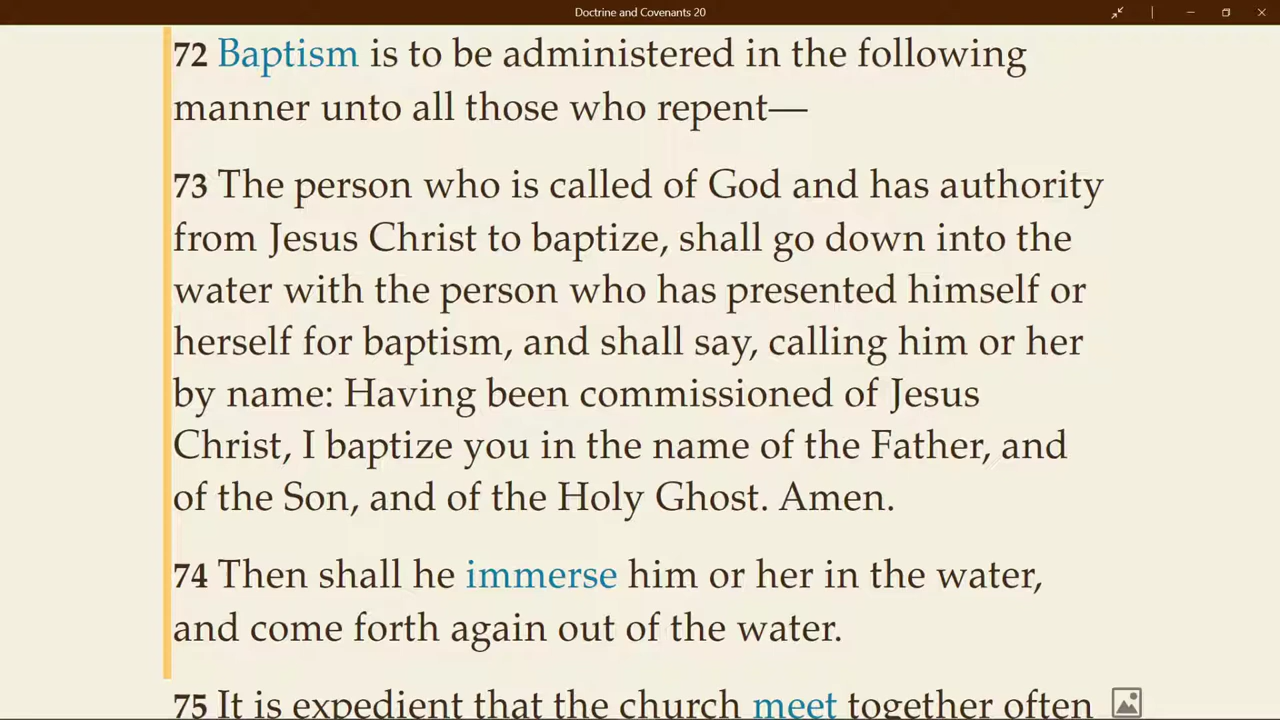 Doctrine and Covenants 20
72 Baptism is to be administered in the following
manner unto all those who repent—
73 The person who is called of God and has authority
from Jesus Christ to baptize, shall go down into the
water with the person who has presented himself or
herself for baptism, and shall say, calling him or her
by name: Having been commissioned of Jesus
Christ, I baptize you in the name of the Father, and
of the Son, and of the Holy Ghost. Amen.
74 Then shall he immerse him or her in the water,
and come forth again out of the water.
75 It is expedient that the church meet together often